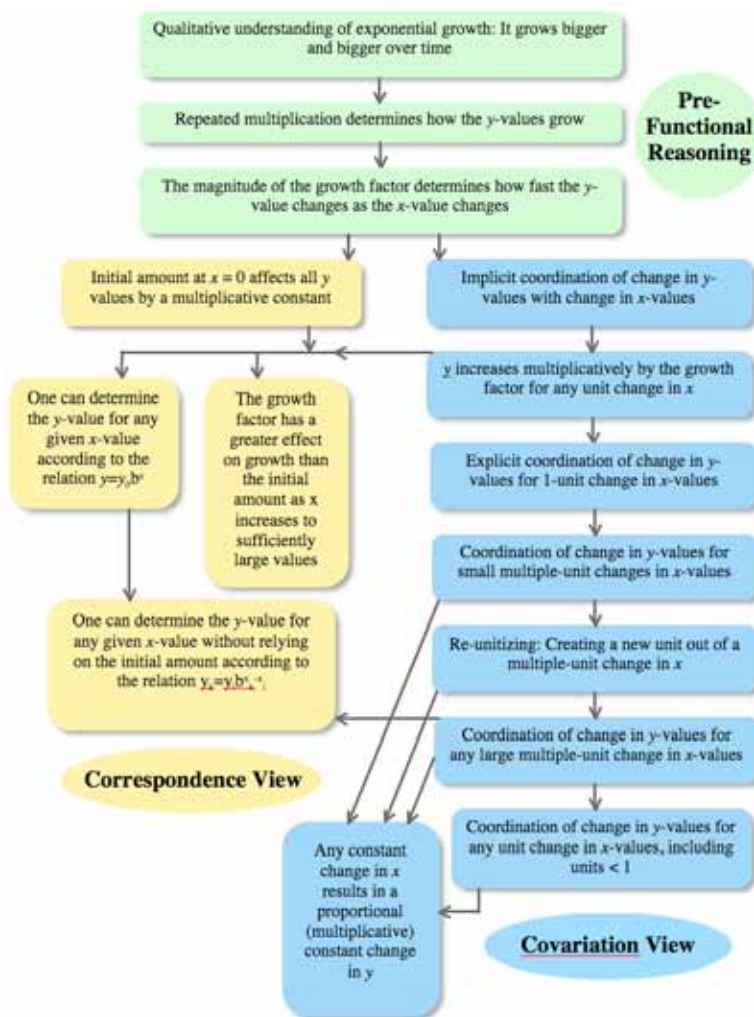 Qualitative understanding of exponential growth: It grows bigger
and bigger over time
Pre-
Functional
Reasoning
Repeated multiplication determines how the y-values grow
The magnitude of the growth factor determines how fast the y-
value changes as the x-value changes
Initial amount at x = 0 affects all y
values by a multiplicative constant
Implicit coordination of change in y-
values with change in x-values
y increases multiplicatively by the growth
factor for any unit change in x
One can determine
the y-value for any
given x-value
according to the
relation y=y₀bˣ
The growth
factor has a
greater effect
on growth than
the initial
amount as x
increases to
sufficiently
large values
Explicit coordination of change in y-
values for 1-unit change in x-values
Coordination of change in y-values for
small multiple-unit changes in x-values
One can determine the y-value for
any given x-value without relying
on the initial amount according to
the relation
Re-unitizing: Creating a new unit out of a
multiple-unit change in x
Coordination of change in y-values for
any large multiple-unit change in x-values
Correspondence View
Coordination of change in y-values for
any unit change in x-values, including
units < 1
Any constant
change in x
results in a
proportional
(multiplicative)
constant change
in y
Covariation View